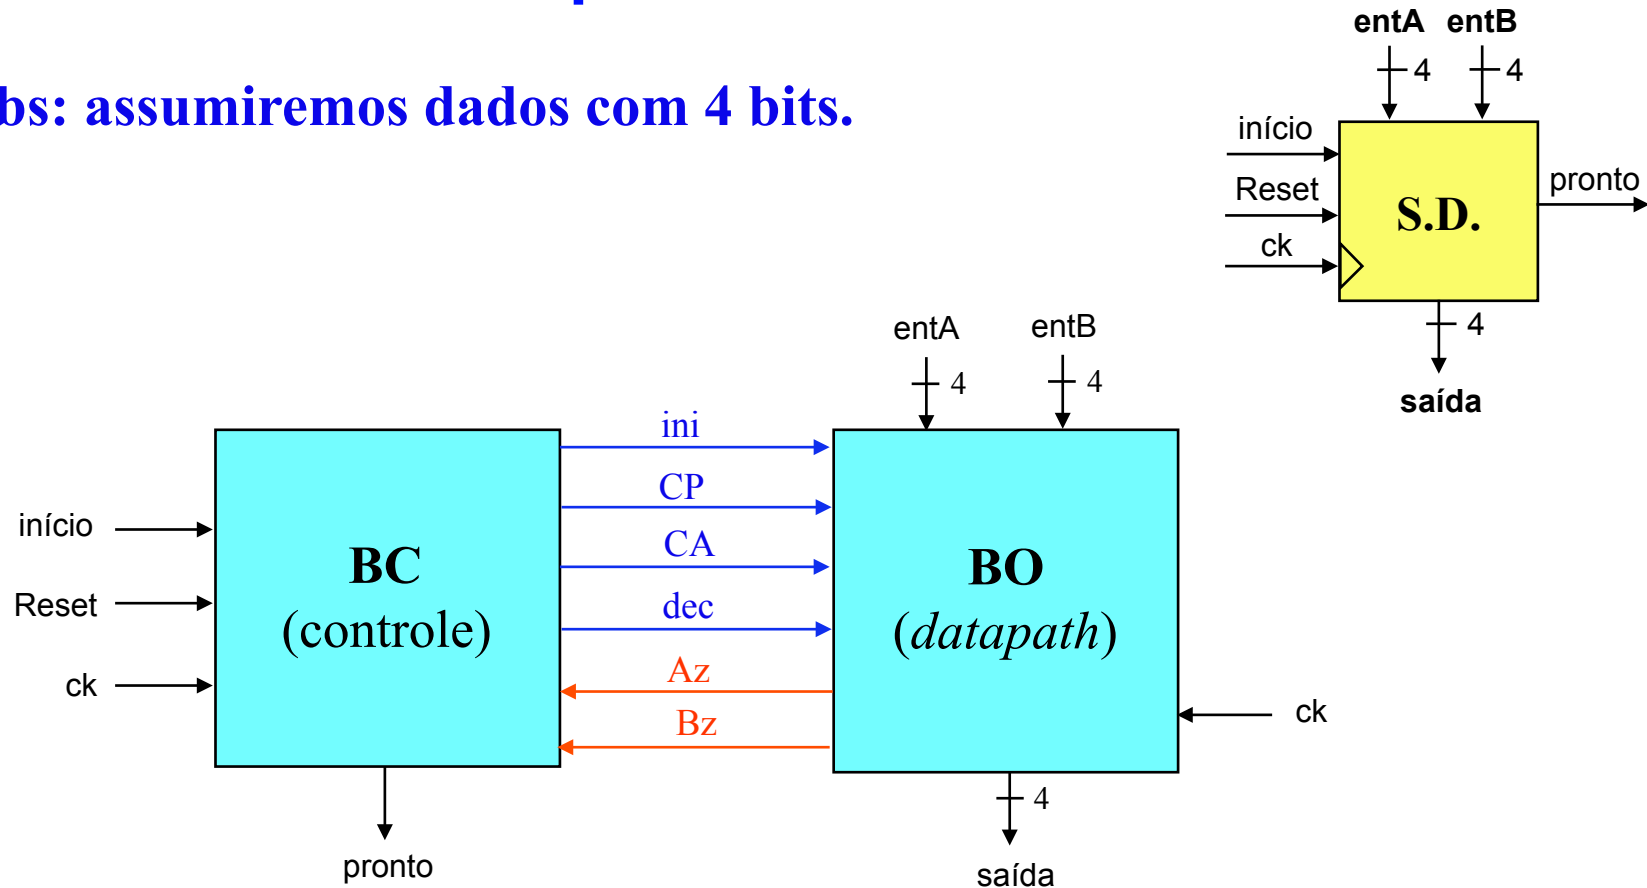 entA entB
4 4
bs: assumiremos dados com 4 bits.
início
Reset
ck
S.D.
pronto
4
saída
entA entB
4 4
ini
CP
CA
dec
Az
Bz
início
Reset
ck
BC
(controle)
BO
(datapath)
ck
4
pronto
saída